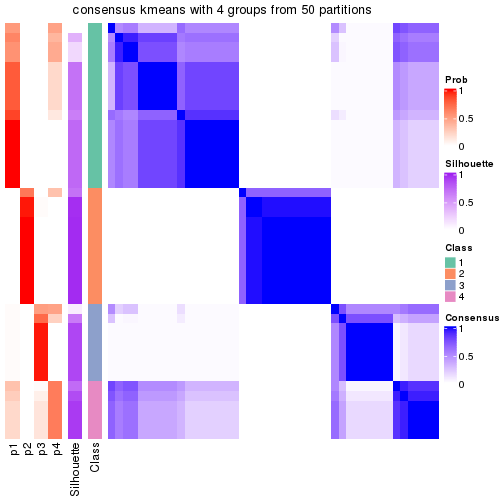 consensus kmeans with 4 groups from 50 partitions
Prob
1
0.5
0
Silhouette
1
0.5
0
Class
1
2
3
4
Consensus
1
0.5
0
p1
p2
p3
p4
Silhouette
Class